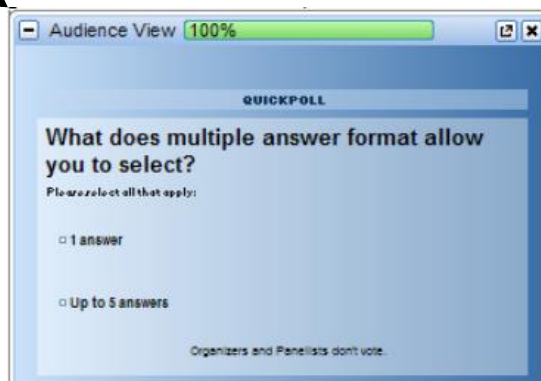 Audience View 100%
QUICKPOLL
What does multiple answer format allow
you to select?
Please select all that apply:
1 answer
Up to 5 answers
Organizers and Panelists don't vote.